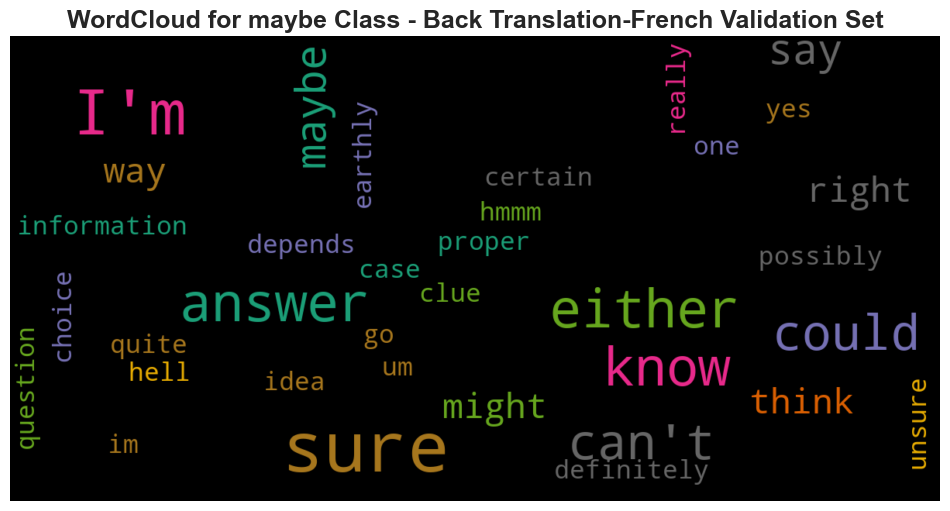 WordCloud for maybe Class - Back Translation-French Validation Set
say
really
maybe
I'm
yes
earthly
one
way
certain
right
hmmm
information
proper
depends
possibly
case
choice
clue
answer
either
could
go
question
quite
um
know
hell
idea
think
might
unsure
can't
sure
im
definitely